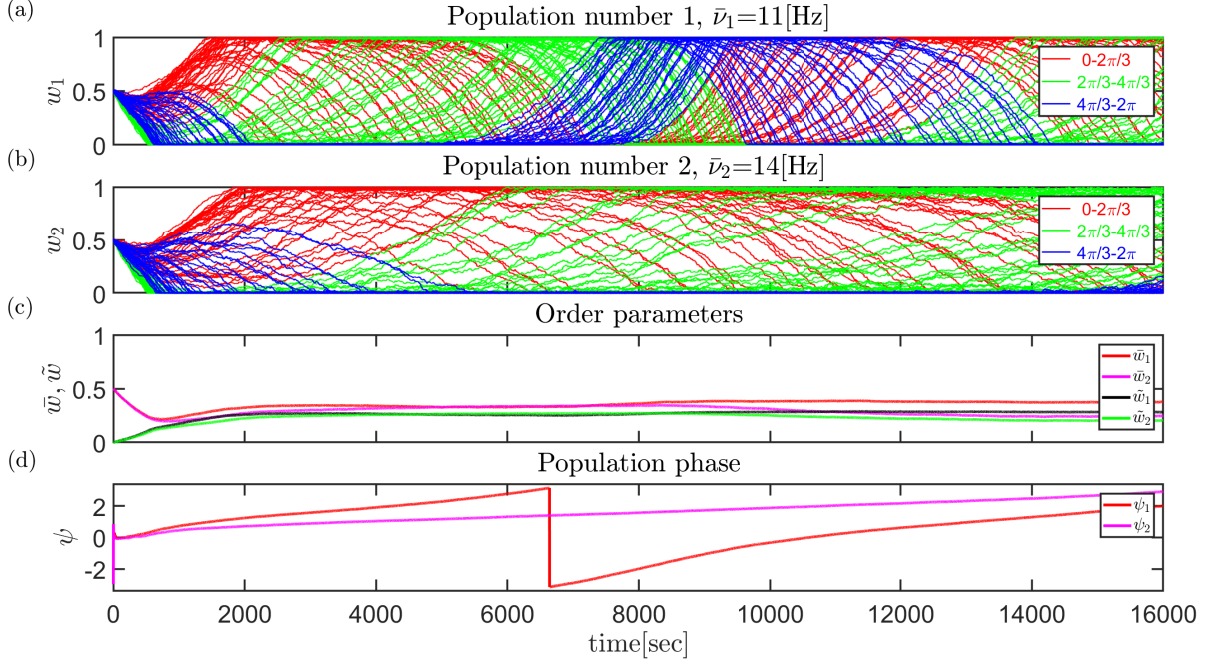 (a)
Population number 1, ν̄₁=11[Hz]
1
0.5
0
w₁
0-2π/3
2π/3-4π/3
4π/3-2π
(b)
Population number 2, ν̄₂=14[Hz]
1
0.5
0
w₂
0-2π/3
2π/3-4π/3
4π/3-2π
(c)
Order parameters
1
0.5
0
w̄, w̃
w̄₁
w̄₂
w̃₁
w̃₂
(d)
Population phase
2
0
-2
ψ
ψ₁
ψ₂
0 2000 4000 6000 8000 10000 12000 14000 16000
time[sec]